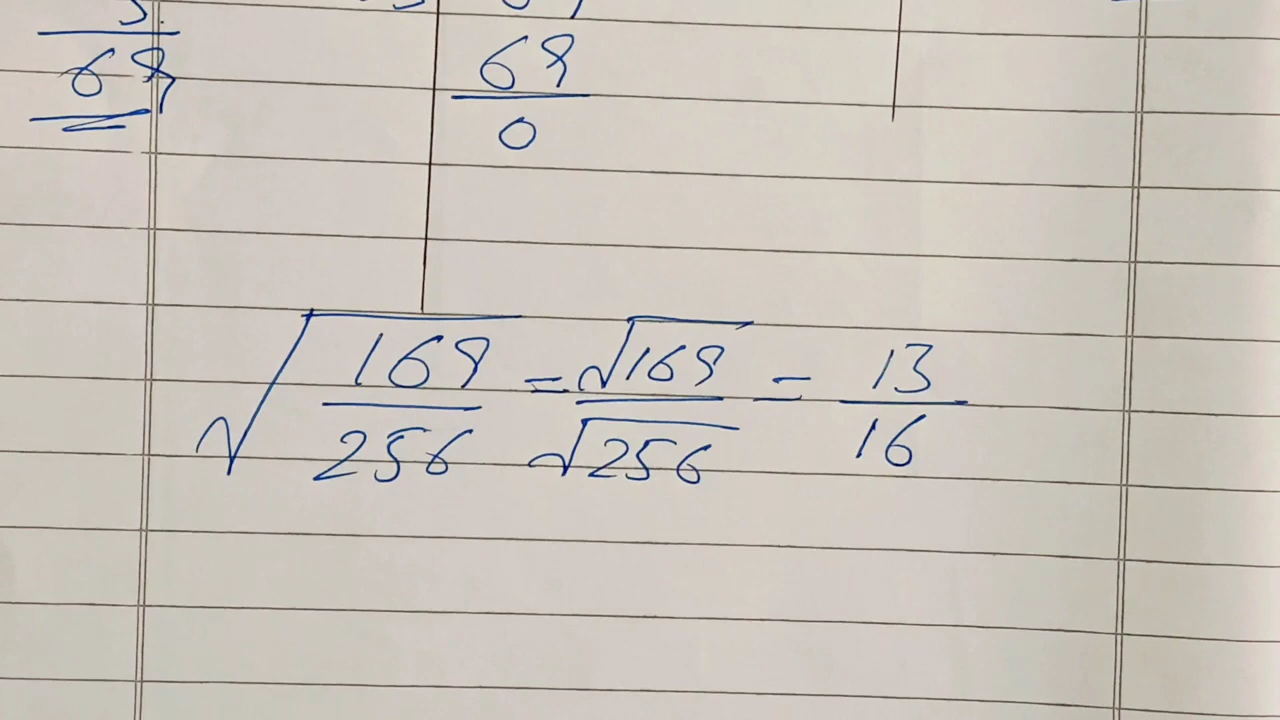 69 69
0
√(169/256) = √169/√256 = 13/16